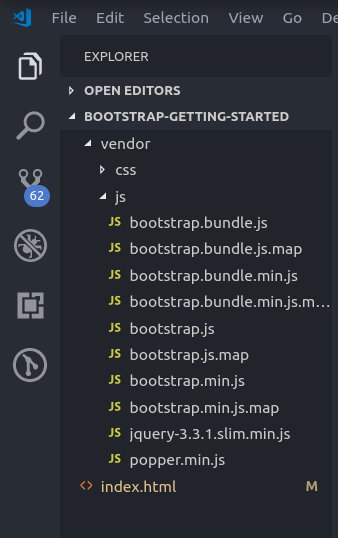 File Edit Selection View Go De
EXPLORER
OPEN EDITORS
BOOTSTRAP-GETTING-STARTED
vendor
css
62
js
JS bootstrap.bundle.js
JS bootstrap.bundle.js.map
JS bootstrap.bundle.min.js
JS bootstrap.bundle.min.js.m...
JS bootstrap.js
JS bootstrap.js.map
JS bootstrap.min.js
JS bootstrap.min.js.map
JS jquery-3.3.1.slim.min.js
JS popper.min.js
<> index.html M